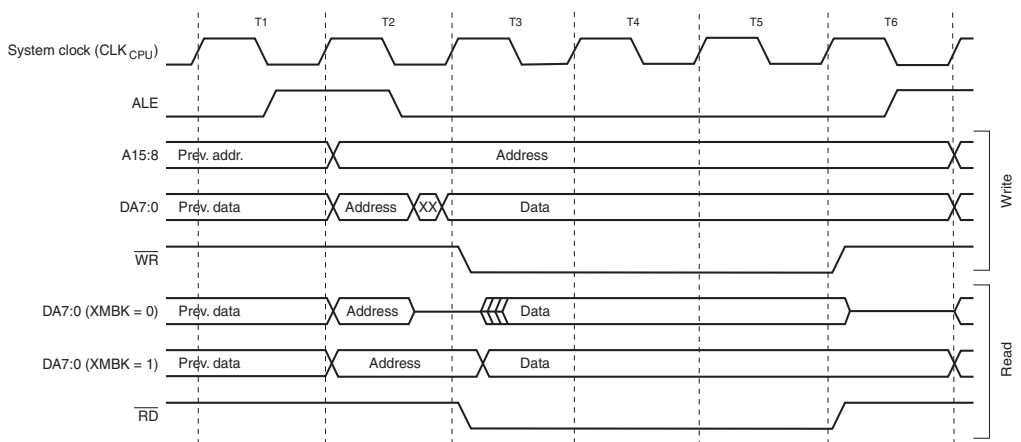 T1 T2 T3 T4 T5 T6
System clock (CLKCPU)
ALE
A15:8 Prev. addr. Address
DA7:0 Prev. data Address XX Data
WR
Write
DA7:0 (XMBK = 0) Prev. data Address Data
DA7:0 (XMBK = 1) Prev. data Address Data
RD
Read